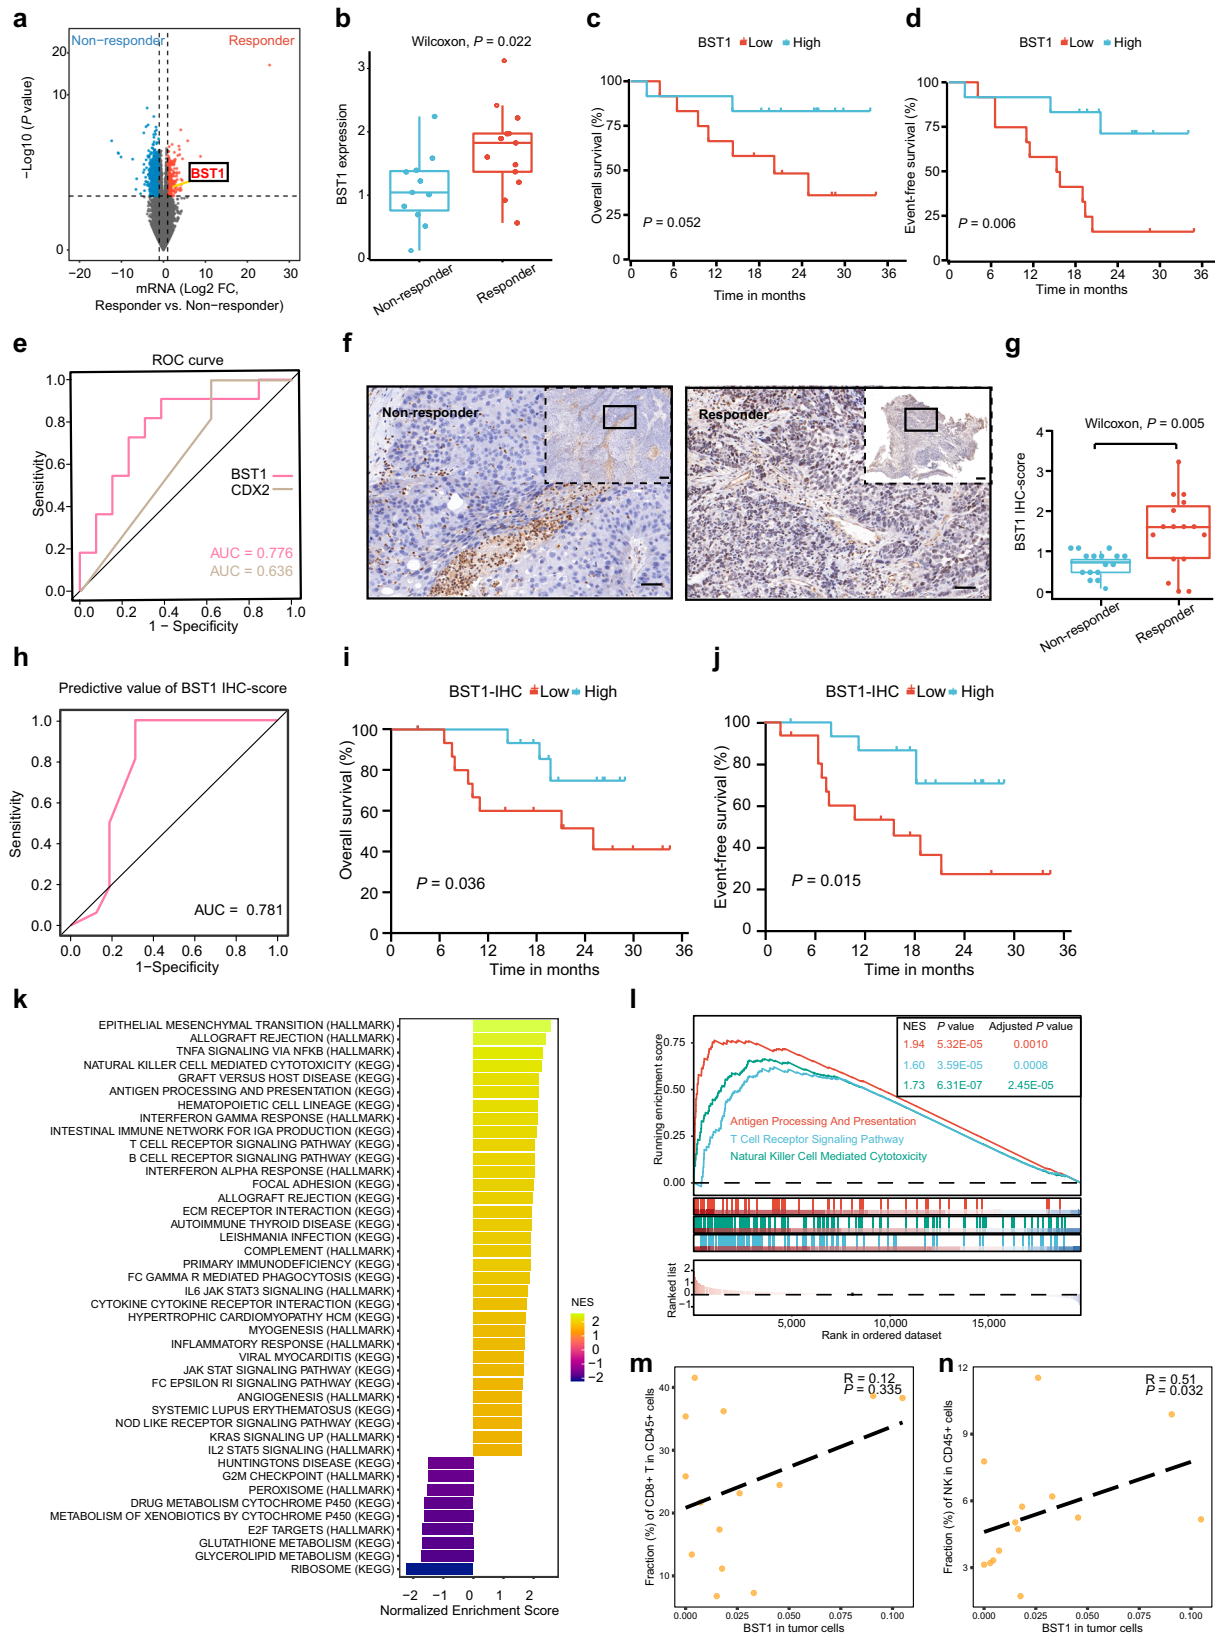 a
Non−responder
Responder
BST1
−Log10 (P value)
20
10
0
−20
−10
0
10
20
30
mRNA (Log2 FC,
Responder vs. Non−responder)
b
Wilcoxon, P = 0.022
BST1 expression
3
2
1
0
Non−responder
Responder
c
BST1 Low High
Overall survival (%)
100
75
50
25
0
P = 0.052
0 6 12 18 24 30 36
Time in months
d
BST1 Low High
Event-free survival (%)
100
75
50
25
0
P = 0.006
0 6 12 18 24 30 36
Time in months
e
ROC curve
Sensitivity
1.0
0.8
0.6
0.4
0.2
0.0
BST1
CDX2
AUC = 0.776
AUC = 0.636
0.0 0.2 0.4 0.6 0.8 1.0
1 − Specificity
f
Non-responder
Responder
g
Wilcoxon, P = 0.005
BST1 IHC-score
4
3
2
1
0
Non-responder
Responder
h
Predictive value of BST1 IHC-score
Sensitivity
1.0
0.8
0.6
0.4
0.2
0.0
AUC = 0.781
0.0 0.2 0.4 0.6 0.8 1.0
1−Specificity
i
BST1-IHC Low High
Overall survival (%)
100
80
60
40
20
0
P = 0.036
0 6 12 18 24 30 36
Time in months
j
BST1-IHC Low High
Event-free survival (%)
100
80
60
40
20
0
P = 0.015
0 6 12 18 24 30 36
Time in months
k
EPITHELIAL MESENCHYMAL TRANSITION (HALLMARK)
ALLOGRAFT REJECTION (HALLMARK)
TNFA SIGNALING VIA NFKB (HALLMARK)
NATURAL KILLER CELL MEDIATED CYTOTOXICITY (KEGG)
GRAFT VERSUS HOST DISEASE (KEGG)
ANTIGEN PROCESSING AND PRESENTATION (KEGG)
HEMATOPOIETIC CELL LINEAGE (KEGG)
INTERFERON GAMMA RESPONSE (HALLMARK)
INTESTINAL IMMUNE NETWORK FOR IGA PRODUCTION (KEGG)
T CELL RECEPTOR SIGNALING PATHWAY (KEGG)
B CELL RECEPTOR SIGNALING PATHWAY (KEGG)
INTERFERON ALPHA RESPONSE (HALLMARK)
FOCAL ADHESION (KEGG)
ALLOGRAFT REJECTION (KEGG)
ECM RECEPTOR INTERACTION (KEGG)
AUTOIMMUNE THYROID DISEASE (KEGG)
LEISHMANIA INFECTION (KEGG)
COMPLEMENT (HALLMARK)
PRIMARY IMMUNODEFICIENCY (KEGG)
FC GAMMA R MEDIATED PHAGOCYTOSIS (KEGG)
IL6 JAK STAT3 SIGNALING (HALLMARK)
CYTOKINE CYTOKINE RECEPTOR INTERACTION (KEGG)
HYPERTROPHIC CARDIOMYOPATHY HCM (KEGG)
MYOGENESIS (HALLMARK)
INFLAMMATORY RESPONSE (HALLMARK)
VIRAL MYOCARDITIS (KEGG)
JAK STAT SIGNALING PATHWAY (KEGG)
FC EPSILON RI SIGNALING PATHWAY (KEGG)
ANGIOGENESIS (HALLMARK)
SYSTEMIC LUPUS ERYTHEMATOSUS (KEGG)
NOD LIKE RECEPTOR SIGNALING PATHWAY (KEGG)
KRAS SIGNALING UP (HALLMARK)
IL2 STAT5 SIGNALING (HALLMARK)
HUNTINGTONS DISEASE (KEGG)
G2M CHECKPOINT (HALLMARK)
PEROXISOME (HALLMARK)
DRUG METABOLISM CYTOCHROME P450 (KEGG)
METABOLISM OF XENOBIOTICS BY CYTOCHROME P450 (KEGG)
E2F TARGETS (HALLMARK)
GLUTATHIONE METABOLISM (KEGG)
GLYCEROLIPID METABOLISM (KEGG)
RIBOSOME (KEGG)
−2 −1 0 1 2
Normalized Enrichment Score
NES
2
1
0
−1
−2
l
NES P value Adjusted P value
1.94 5.32E-05 0.0010
1.60 3.59E-05 0.0008
1.73 6.31E-07 2.45E-05
Running enrichment score
0.75
0.50
0.25
0.00
Antigen Processing And Presentation
T Cell Receptor Signaling Pathway
Natural Killer Cell Mediated Cytotoxicity
Ranked list
2
1
0
−1
5,000 10,000 15,000
Rank in ordered dataset
m
R = 0.12
P = 0.335
Fraction (%) of CD8+ T in CD45+ cells
40
30
20
10
0.000 0.025 0.050 0.075 0.100
BST1 in tumor cells
n
R = 0.51
P = 0.032
Fraction (%) of NK in CD45+ cells
12
9
6
3
0.000 0.025 0.050 0.075 0.100
BST1 in tumor cells